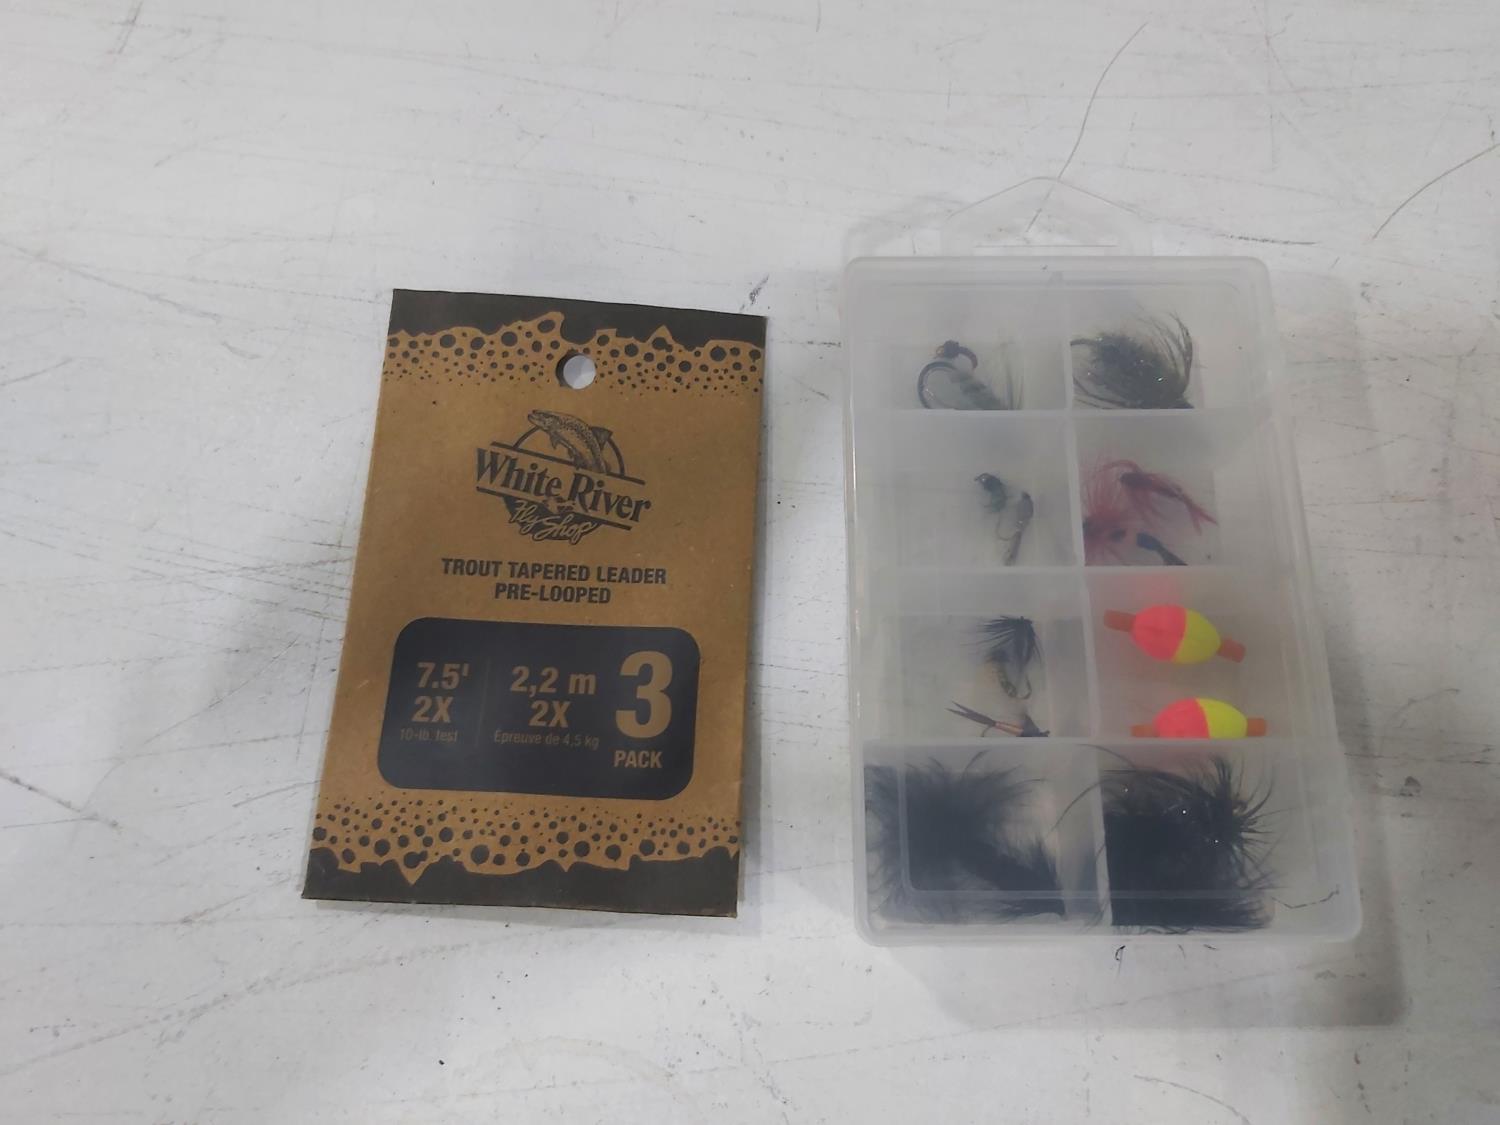 White River
Fly Shop
TROUT TAPERED LEADER
PRE-LOOPED
7.5'
2X
10-lb. test
2,2 m
2X
Épreuve de 4,5 kg
3
PACK